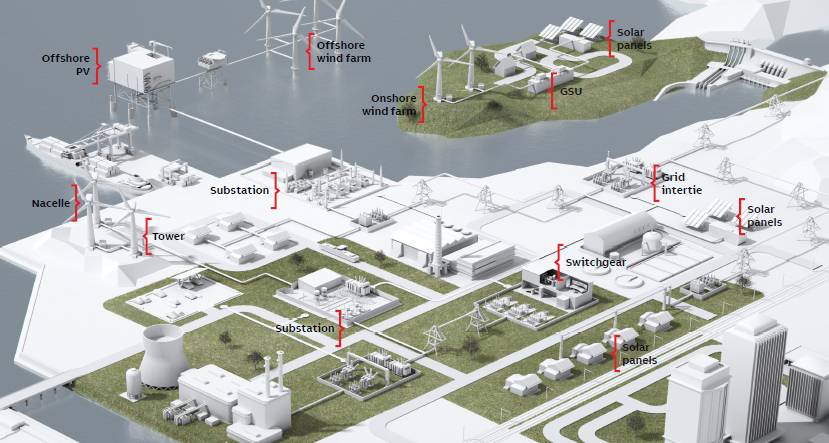 Offshore
wind farm
Solar
panels
Offshore
PV
Onshore
wind farm
GSU
Substation
Grid
intertie
Nacelle
Solar
panels
Tower
Switchgear
Substation
Solar
panels